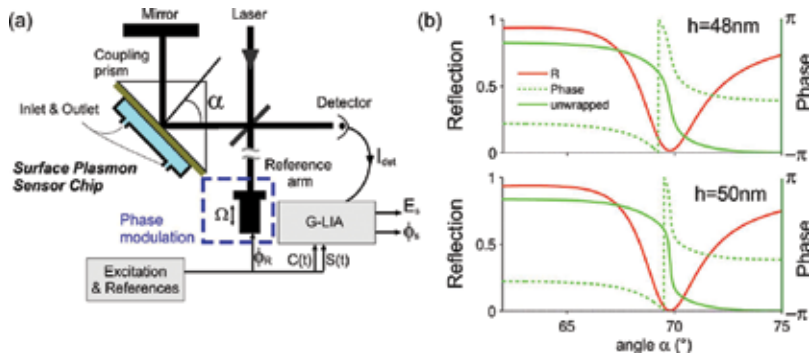 (a)
Mirror
Laser
Coupling
prism
α
Detector
Inlet & Outlet
Surface Plasmon
Sensor Chip
Reference
arm
I_det
Ω
Phase
modulation
G-LIA
E_s
ϕ_s
ϕ_R
C(t)
S(t)
Excitation
& References
(b)
h=48nm
Reflection
1
0.5
0
R
Phase
unwrapped
π
Phase
-π
h=50nm
Reflection
1
0.5
0
π
Phase
-π
65
70
75
angle α (°)